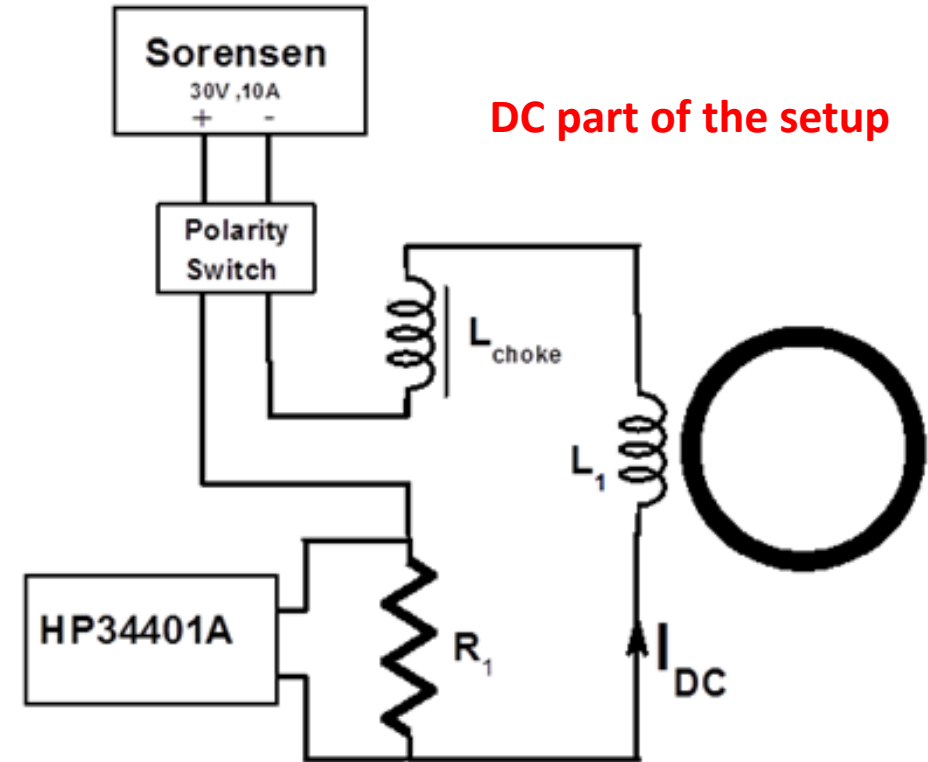 Sorensen
30V ,10A
+ -
DC part of the setup
Polarity
Switch
L choke
L 1
HP34401A
R 1
I DC